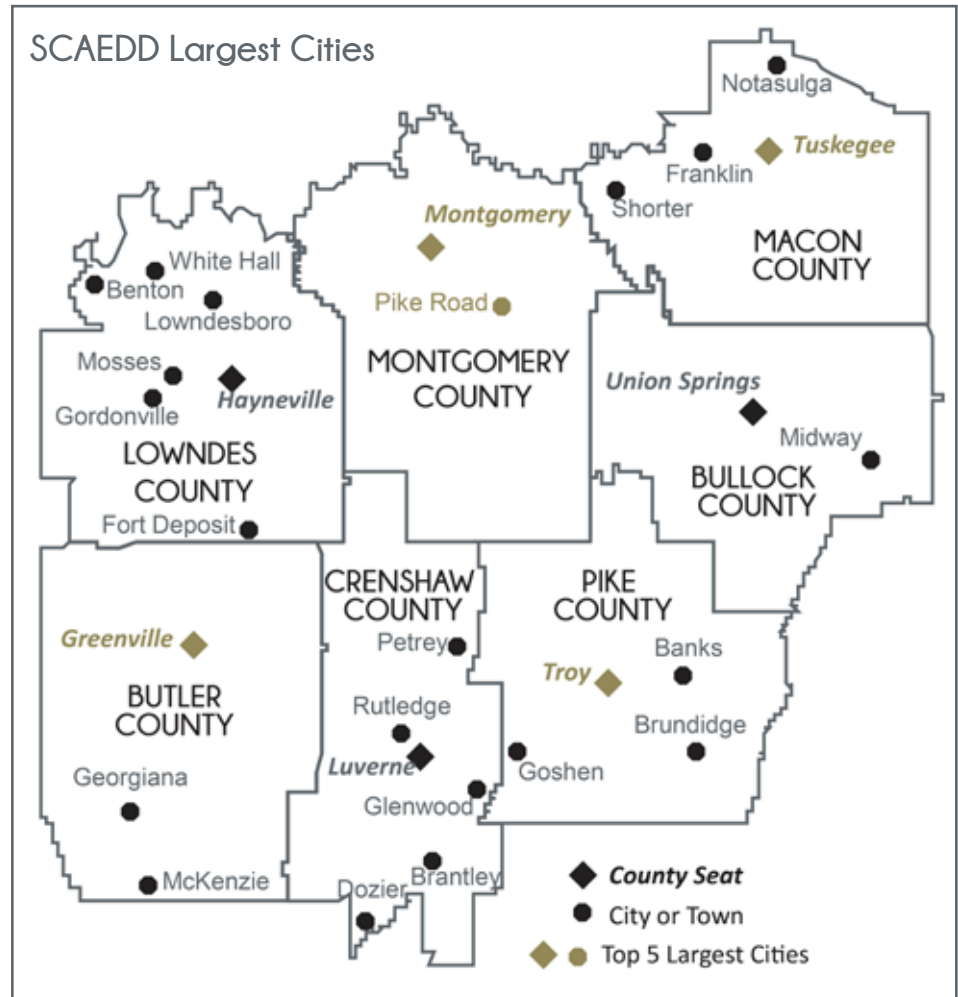 SCAEDD Largest Cities
Notasulga
Tuskegee
Franklin
Shorter
MACON
COUNTY
Montgomery
Pike Road
MONTGOMERY
COUNTY
White Hall
Benton
Lowndesboro
Mosses
Hayneville
Gordonville
LOWNDES
COUNTY
Fort Deposit
Union Springs
Midway
BULLOCK
COUNTY
CRENSHAW
COUNTY
Petrey
Rutledge
Luverne
Glenwood
Brantley
Dozier
PIKE
COUNTY
Banks
Troy
Brundidge
Goshen
Greenville
BUTLER
COUNTY
Georgiana
McKenzie
County Seat
City or Town
Top 5 Largest Cities